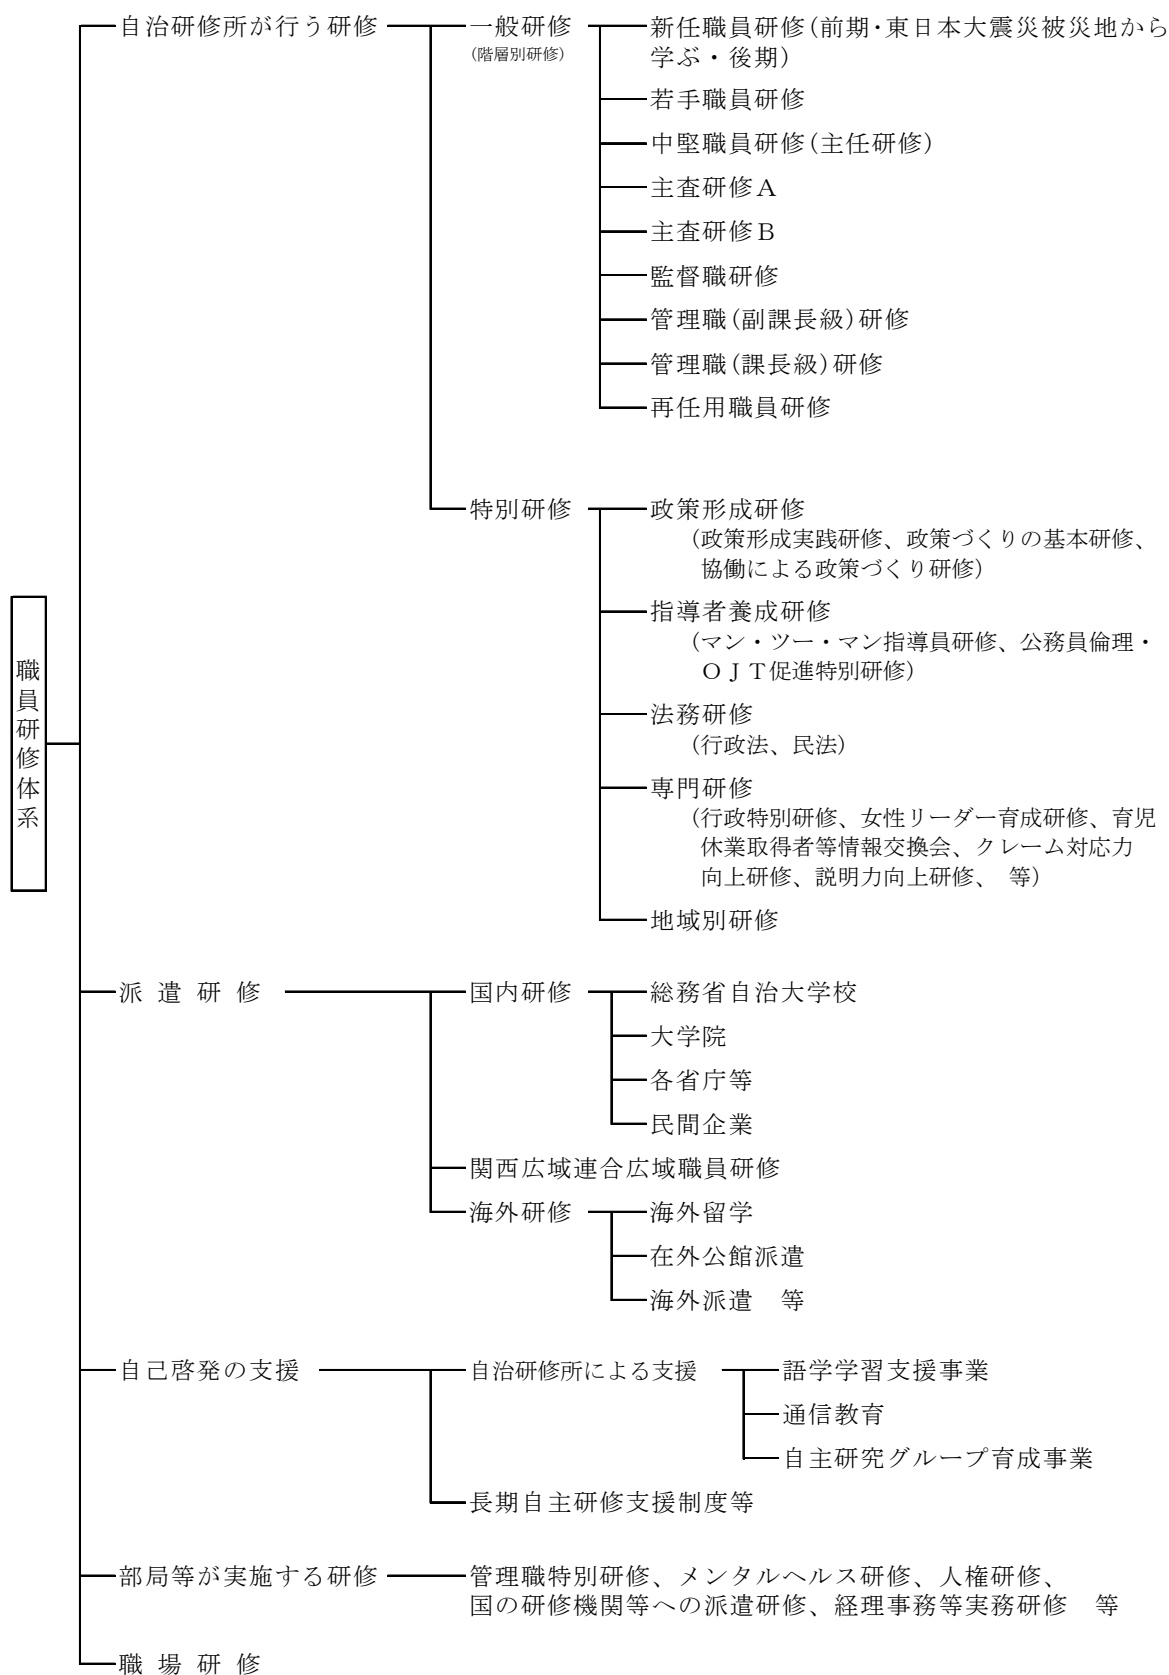 職員研修体系
自治研修所が行う研修
一般研修
(階層別研修)
新任職員研修(前期･東日本大震災被災地から
学ぶ・後期)
若手職員研修
中堅職員研修(主任研修)
主査研修Ａ
主査研修Ｂ
監督職研修
管理職(副課長級)研修
管理職(課長級)研修
再任用職員研修
特別研修
政策形成研修
(政策形成実践研修、政策づくりの基本研修、
協働による政策づくり研修)
指導者養成研修
(マン・ツー・マン指導員研修、公務員倫理・
ＯＪＴ促進特別研修)
法務研修
(行政法、民法)
専門研修
(行政特別研修、女性リーダー育成研修、育児
休業取得者等情報交換会、クレーム対応力
向上研修、説明力向上研修、 等)
地域別研修
派 遣 研 修
国内研修
総務省自治大学校
大学院
各省庁等
民間企業
関西広域連合広域職員研修
海外研修
海外留学
在外公館派遣
海外派遣　等
自己啓発の支援
自治研修所による支援
語学学習支援事業
通信教育
自主研究グループ育成事業
長期自主研修支援制度等
部局等が実施する研修
管理職特別研修、メンタルヘルス研修、人権研修、
国の研修機関等への派遣研修、経理事務等実務研修　等
職 場 研 修